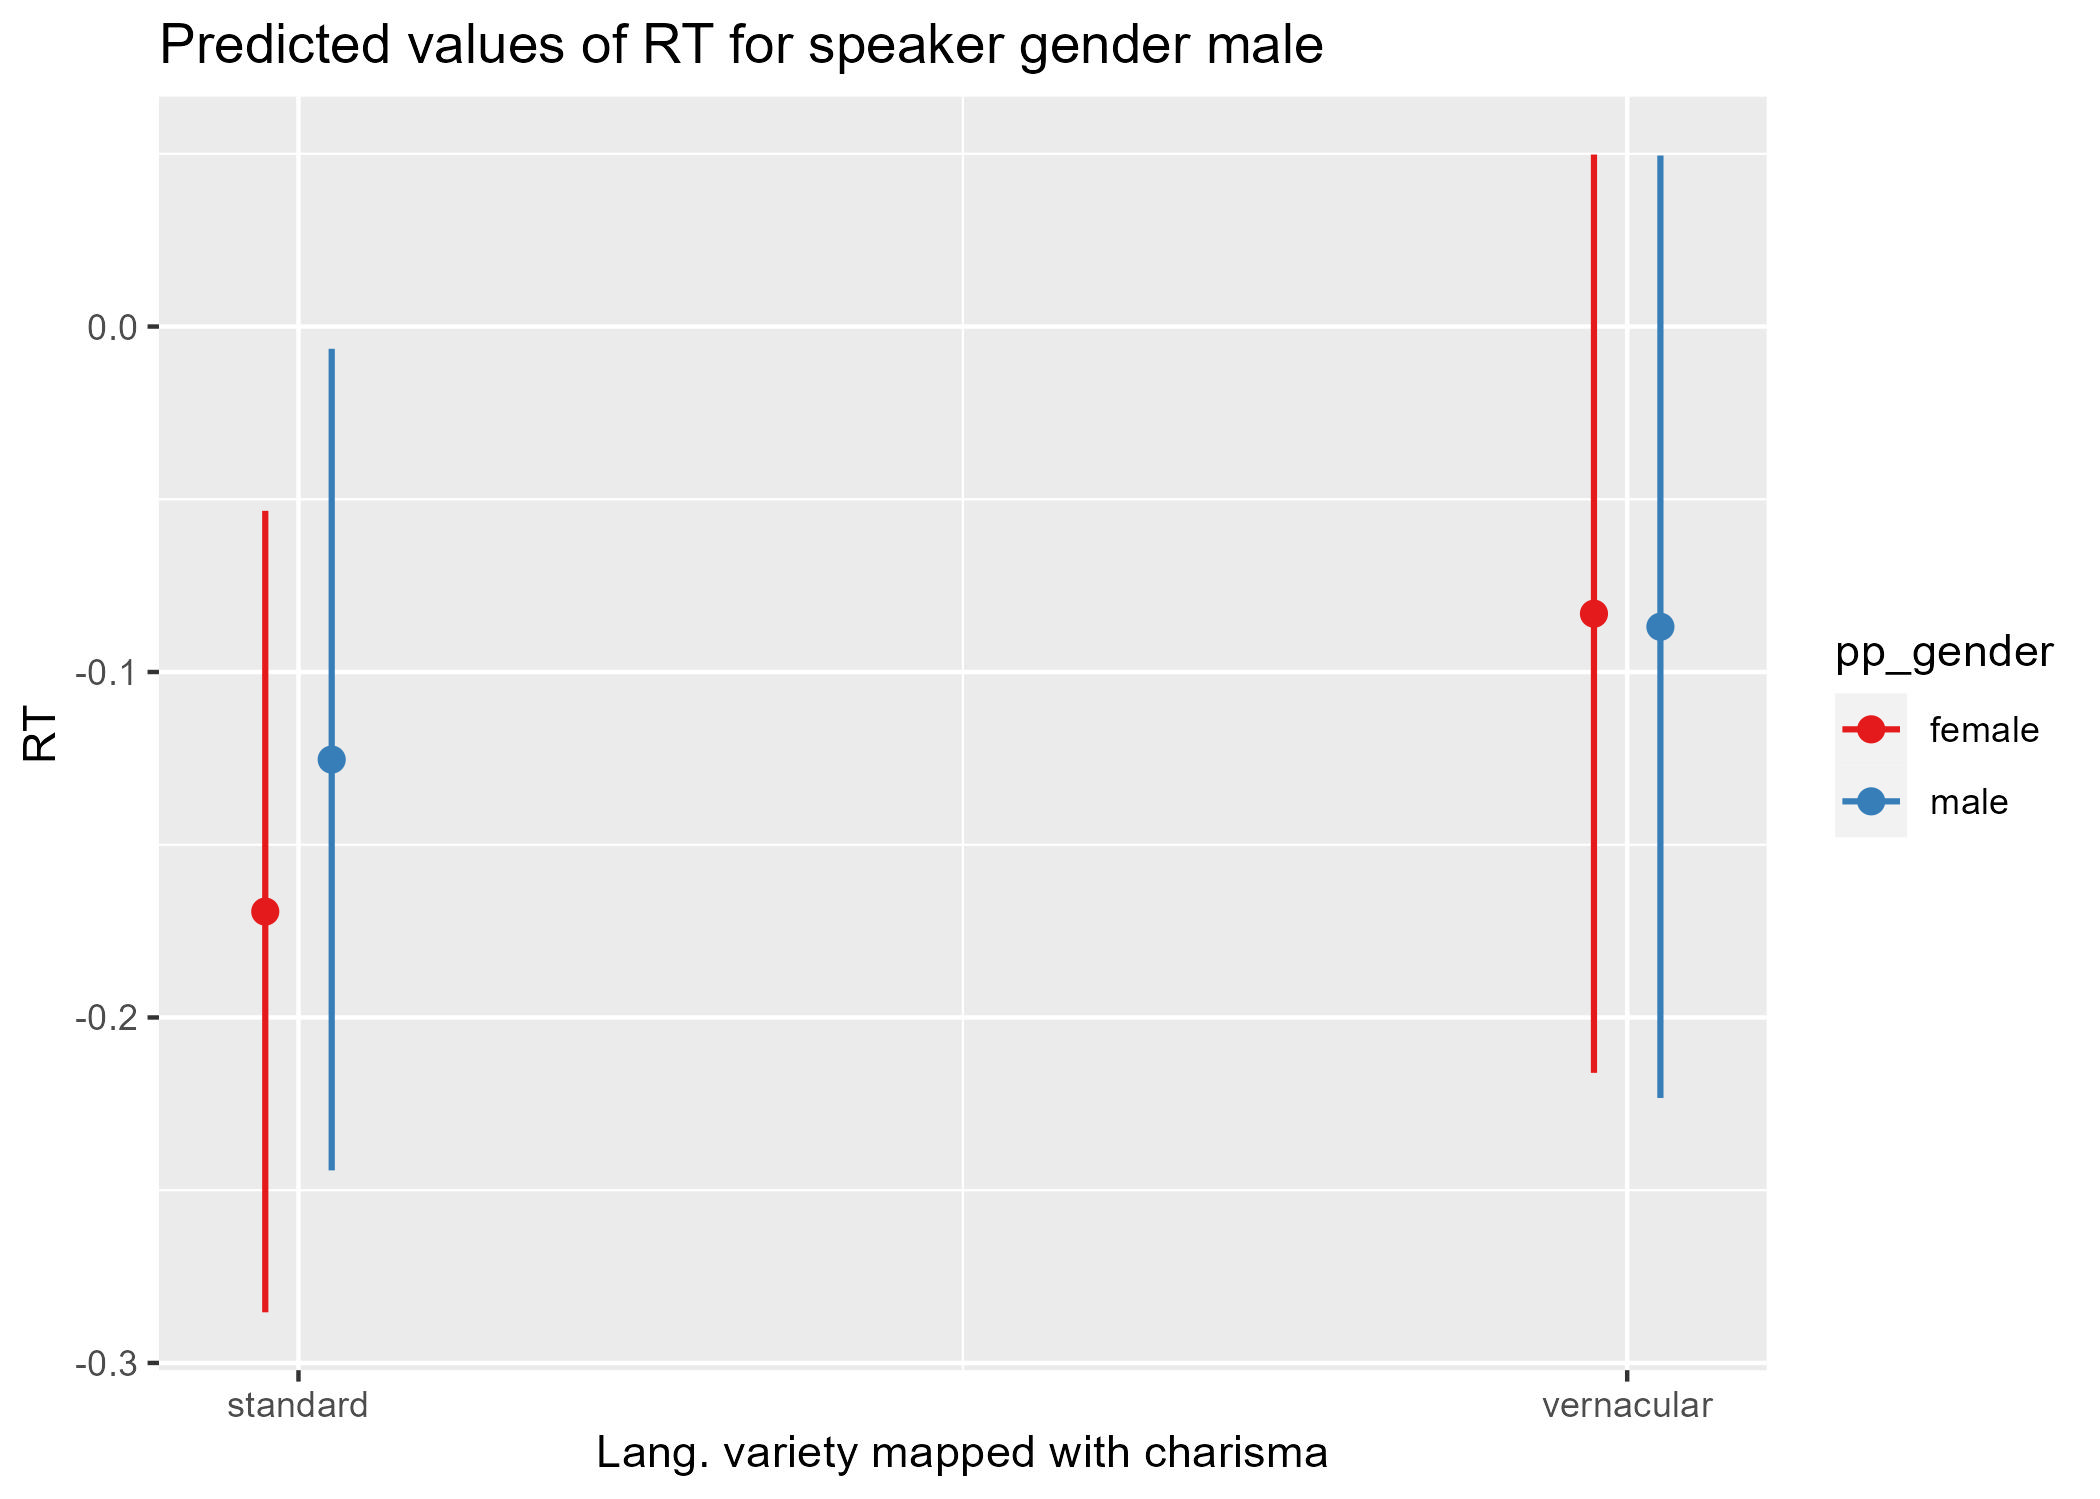 Predicted values of RT for speaker gender male
RT
0.0
-0.1
-0.2
-0.3
standard
vernacular
Lang. variety mapped with charisma
pp_gender
female
male